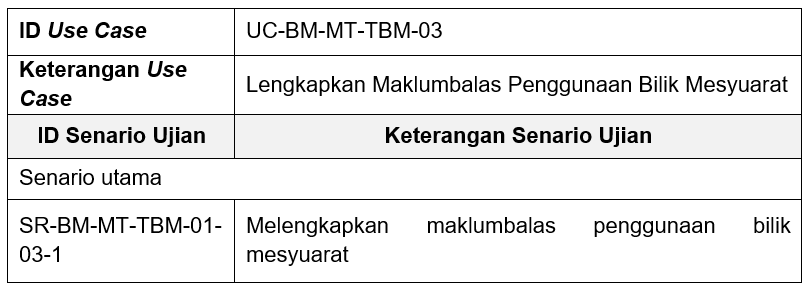 ID Use Case
UC-BM-MT-TBM-03
Keterangan Use
Case
Lengkapkan Maklumbalas Penggunaan Bilik Mesyuarat
ID Senario Ujian
Keterangan Senario Ujian
Senario utama
SR-BM-MT-TBM-01-
03-1
Melengkapkan maklumbalas penggunaan bilik
mesyuarat